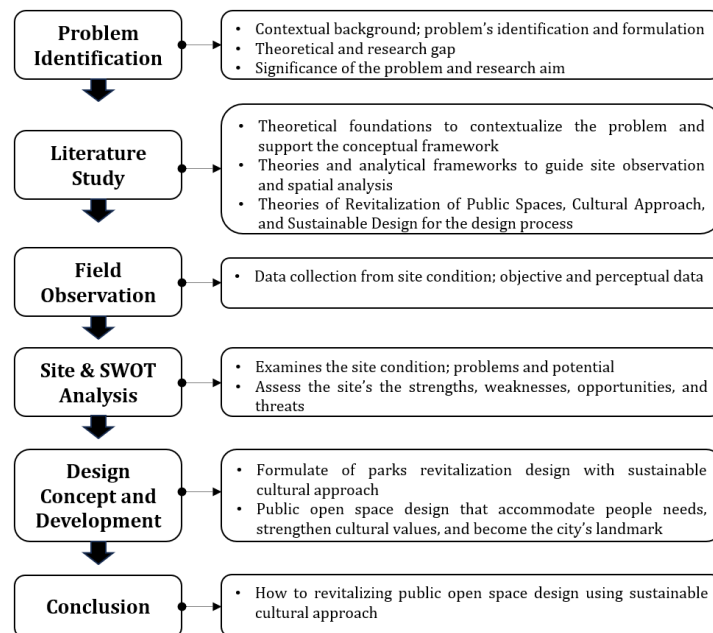 Problem
Identification
• Contextual background; problem's identification and formulation
• Theoretical and research gap
• Significance of the problem and research aim
Literature
Study
• Theoretical foundations to contextualize the problem and
support the conceptual framework
• Theories and analytical frameworks to guide site observation
and spatial analysis
• Theories of Revitalization of Public Spaces, Cultural Approach,
and Sustainable Design for the design process
Field
Observation
• Data collection from site condition; objective and perceptual data
Site & SWOT
Analysis
• Examines the site condition; problems and potential
• Assess the site's the strengths, weaknesses, opportunities, and
threats
Design
Concept and
Development
• Formulate of parks revitalization design with sustainable
cultural approach
• Public open space design that accommodate people needs,
strengthen cultural values, and become the city's landmark
Conclusion
• How to revitalizing public open space design using sustainable
cultural approach